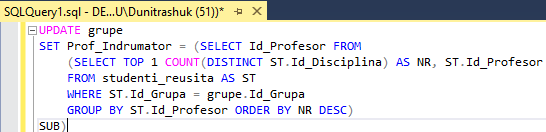 SQLQuery1.sql - DE...U\Dunitrashuk (51))*
UPDATE grupe
SET Prof_Indrumator = (SELECT Id_Profesor FROM
(SELECT TOP 1 COUNT(DISTINCT ST.Id_Disciplina) AS NR, ST.Id_Profesor
FROM studenti_reusita AS ST
WHERE ST.Id_Grupa = grupe.Id_Grupa
GROUP BY ST.Id_Profesor ORDER BY NR DESC)
SUB)